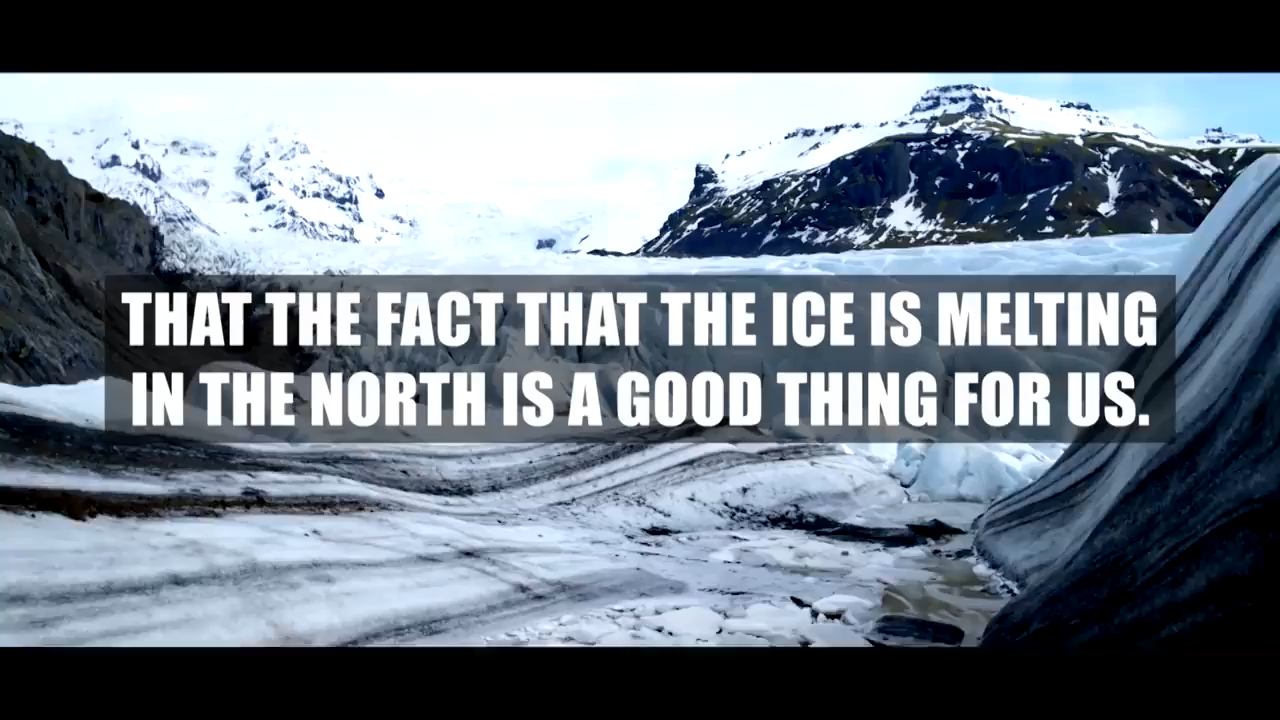 THAT THE FACT THAT THE ICE IS MELTING
IN THE NORTH IS A GOOD THING FOR US.